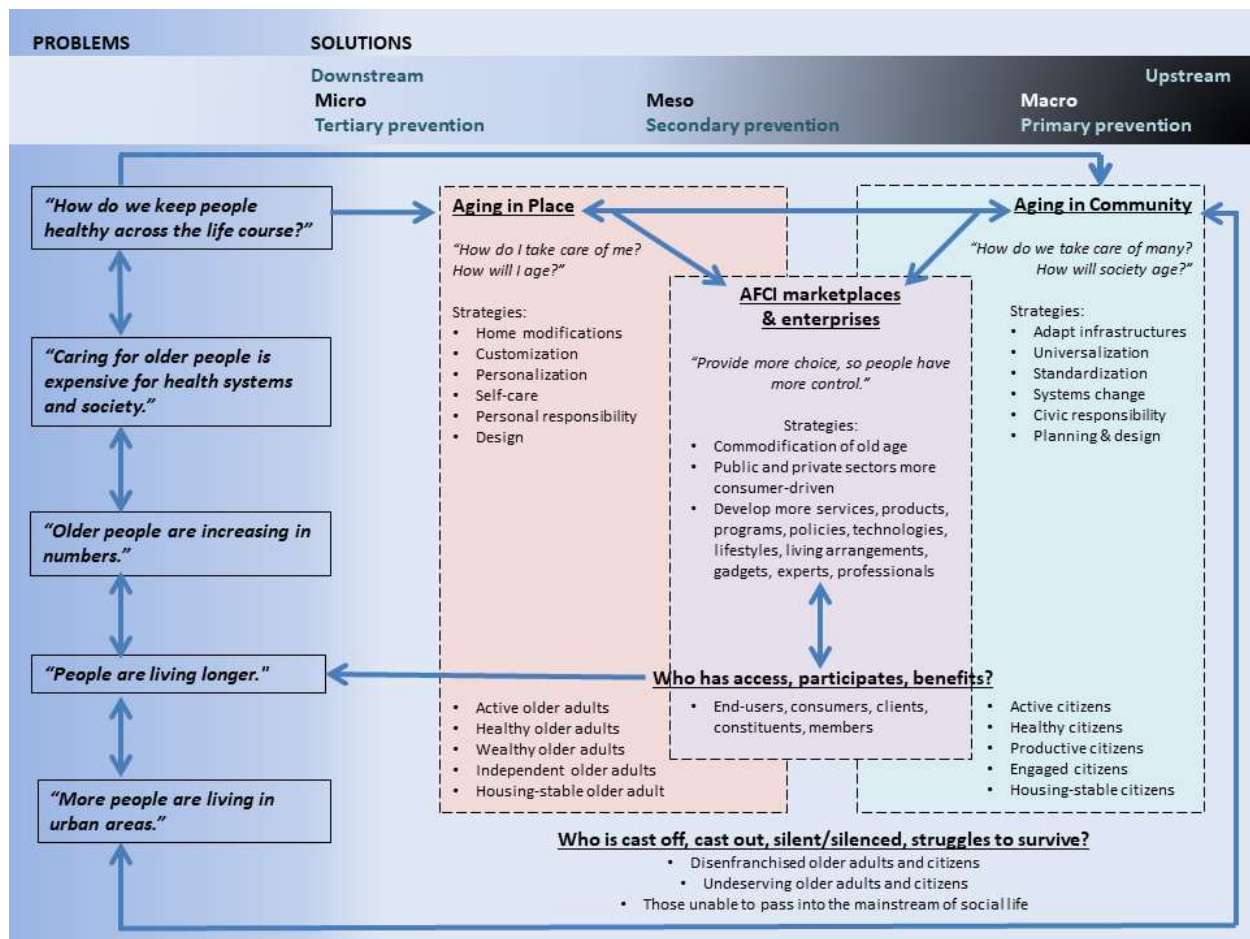 PROBLEMS
SOLUTIONS
Downstream
Upstream
Micro
Meso
Macro
Tertiary prevention
Secondary prevention
Primary prevention
“How do we keep people
healthy across the life course?”
“Caring for older people is
expensive for health systems
and society.”
“Older people are increasing in
numbers.”
“People are living longer."
“More people are living in
urban areas.”
Aging in Place
“How do I take care of me?
How will I age?”
Strategies:
• Home modifications
• Customization
• Personalization
• Self-care
• Personal responsibility
• Design
AFCI marketplaces
& enterprises
“Provide more choice, so people have
more control.”
Strategies:
• Commodification of old age
• Public and private sectors more
consumer-driven
• Develop more services, products,
programs, policies, technologies,
lifestyles, living arrangements,
gadgets, experts, professionals
Aging in Community
“How do we take care of many?
How will society age?”
Strategies:
• Adapt infrastructures
• Universalization
• Standardization
• Systems change
• Civic responsibility
• Planning & design
Who has access, participates, benefits?
• Active older adults
• Healthy older adults
• Wealthy older adults
• Independent older adults
• Housing-stable older adult
• End-users, consumers, clients,
constituents, members
• Active citizens
• Healthy citizens
• Productive citizens
• Engaged citizens
• Housing-stable citizens
Who is cast off, cast out, silent/silenced, struggles to survive?
• Disenfranchised older adults and citizens
• Undeserving older adults and citizens
• Those unable to pass into the mainstream of social life